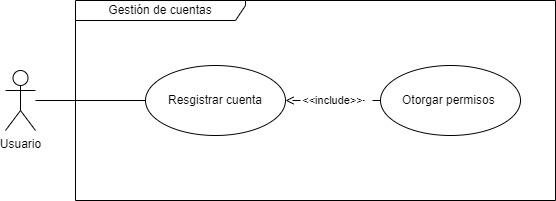 Gestión de cuentas
Resgistrar cuenta
<<include>>
Otorgar permisos
Usuario